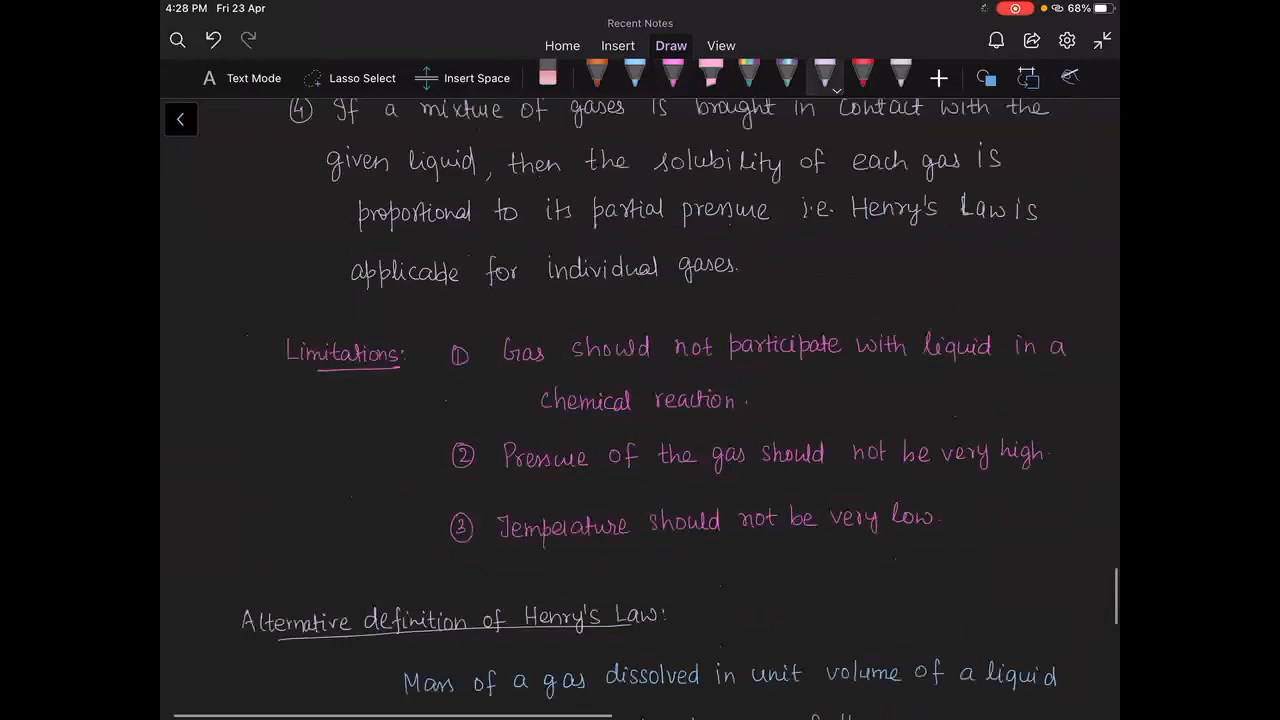 4:28 PM Fri 23 Apr
68%
Recent Notes
Home Insert Draw View
Text Mode Lasso Select Insert Space
(4) If a mixture of gases is brought in contact with the
given liquid, then the solubility of each gas is
proportional to its partial pressure i.e. Henry's Law is
applicable for individual gases.
Limitations: ① Gas should not participate with liquid in a
chemical reaction.
② Pressure of the gas should not be very high.
③ Temperature should not be very low.
Alternative definition of Henry's Law:
Mass of a gas dissolved in unit volume of a liquid